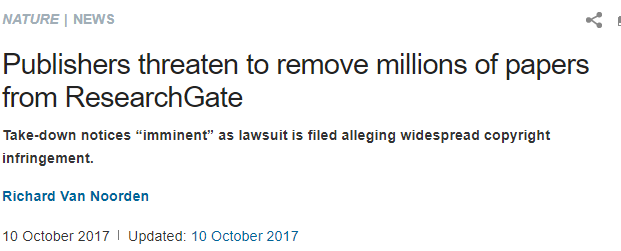 NATURE | NEWS
Publishers threaten to remove millions of papers
from ResearchGate
Take-down notices “imminent” as lawsuit is filed alleging widespread copyright
infringement.
Richard Van Noorden
10 October 2017 | Updated: 10 October 2017